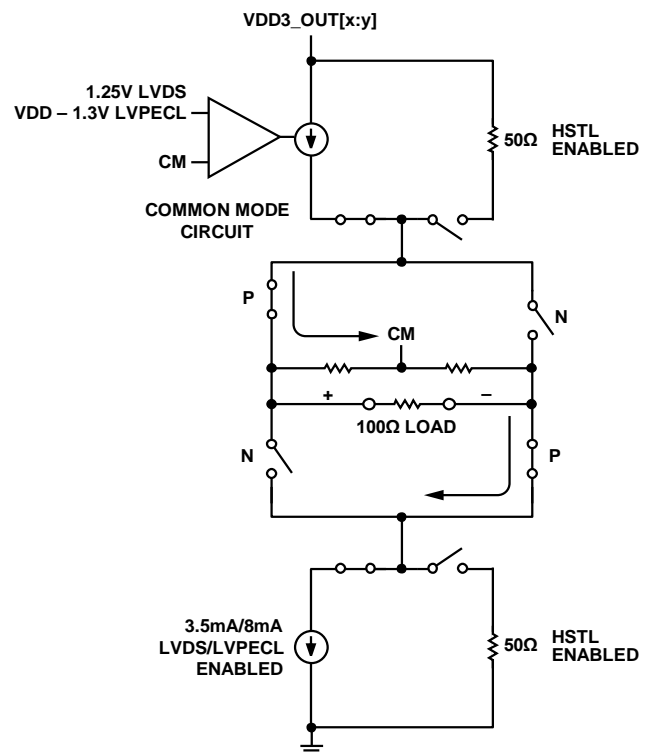 VDD3_OUT[x:y]
1.25V LVDS
VDD – 1.3V LVPECL
CM
COMMON MODE
CIRCUIT
50Ω
HSTL
ENABLED
P
N
CM
+
–
100Ω LOAD
N
P
3.5mA/8mA
LVDS/LVPECL
ENABLED
50Ω
HSTL
ENABLED